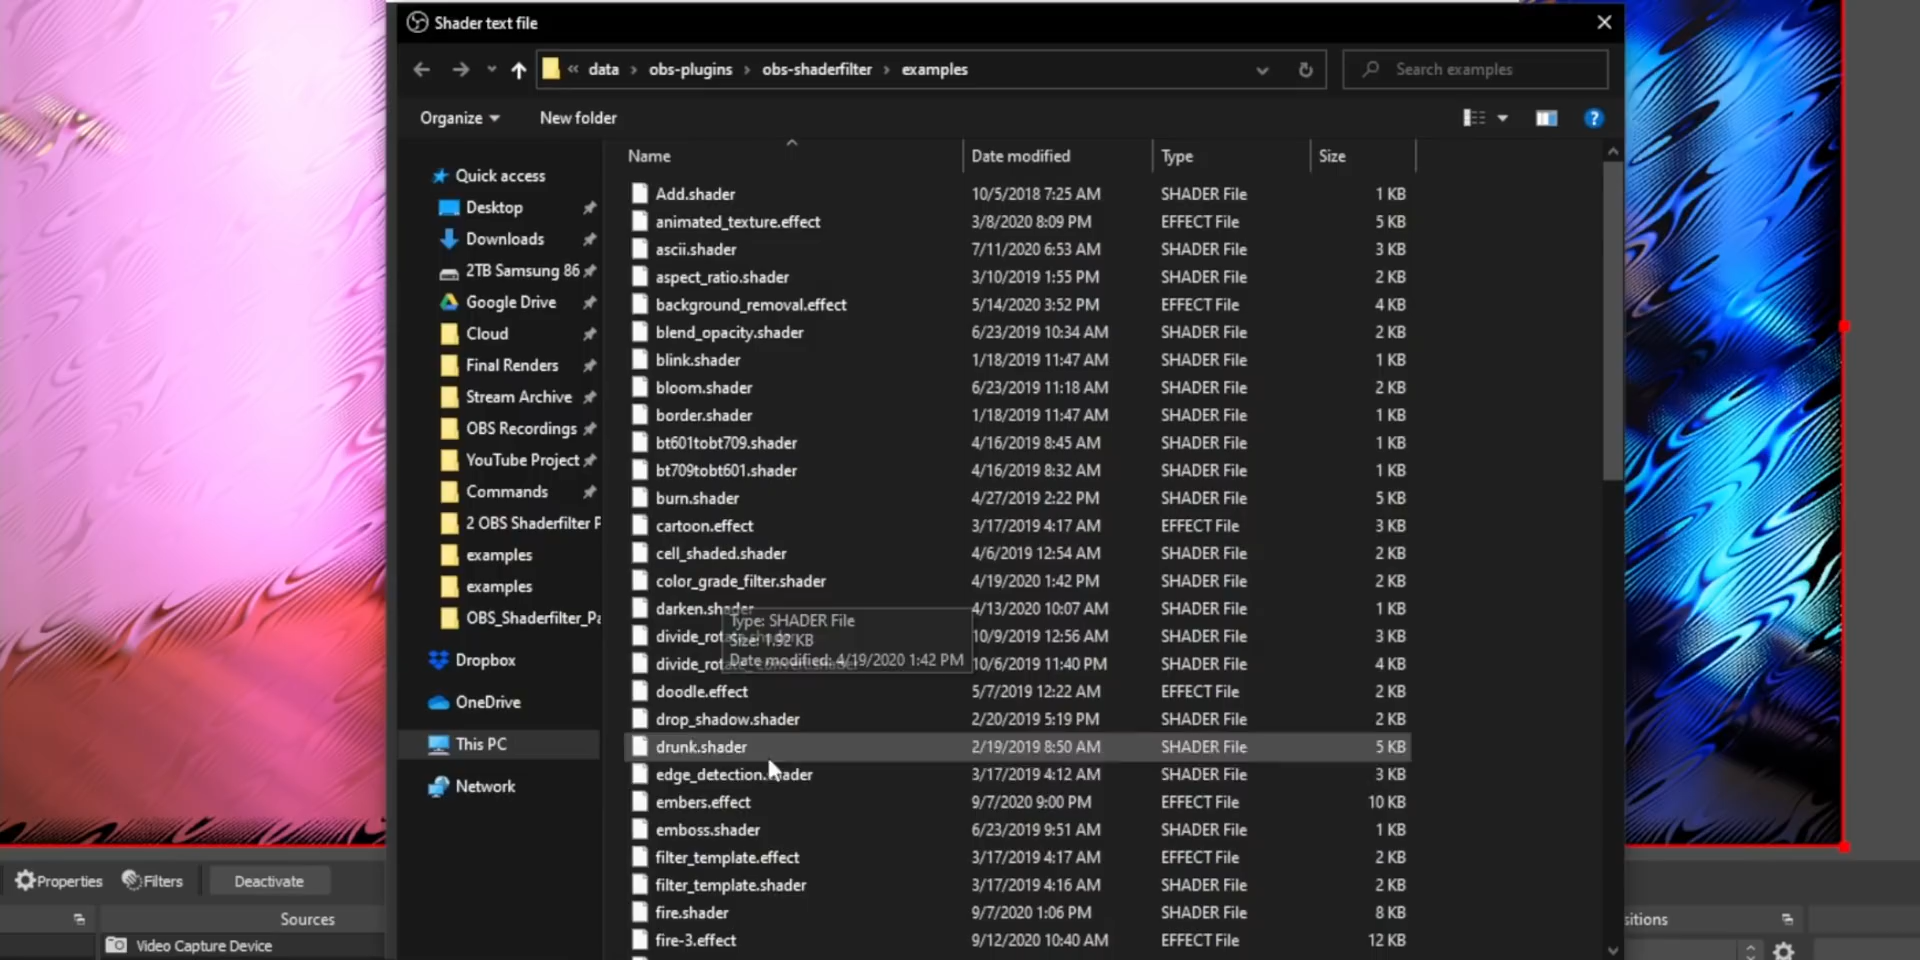 Shader text file
« data › obs-plugins › obs-shaderfilter › examples
Search examples
Organize
New folder
Name Date modified Type Size
Quick access
Desktop
Downloads
2TB Samsung 86
Google Drive
Cloud
Final Renders
Stream Archive
OBS Recordings
YouTube Project
Commands
2 OBS Shaderfilter P
examples
examples
OBS_Shaderfilter_Pa
Dropbox
OneDrive
This PC
Network
Add.shader 10/5/2018 7:25 AM SHADER File 1 KB
animated_texture.effect 3/8/2020 8:09 PM EFFECT File 5 KB
ascii.shader 7/11/2020 6:53 AM SHADER File 3 KB
aspect_ratio.shader 3/10/2019 1:55 PM SHADER File 2 KB
background_removal.effect 5/14/2020 3:52 PM EFFECT File 4 KB
blend_opacity.shader 6/23/2019 10:34 AM SHADER File 2 KB
blink.shader 1/18/2019 11:47 AM SHADER File 1 KB
bloom.shader 6/23/2019 11:18 AM SHADER File 2 KB
border.shader 1/18/2019 11:47 AM SHADER File 1 KB
bt601tobt709.shader 4/16/2019 8:45 AM SHADER File 1 KB
bt709tobt601.shader 4/16/2019 8:32 AM SHADER File 1 KB
burn.shader 4/27/2019 2:22 PM SHADER File 5 KB
cartoon.effect 3/17/2019 4:17 AM EFFECT File 3 KB
cell_shaded.shader 4/6/2019 12:54 AM SHADER File 2 KB
color_grade_filter.shader 4/19/2020 1:42 PM SHADER File 2 KB
darken.shader 4/13/2020 10:07 AM SHADER File 1 KB
Type: SHADER File
Size: 1.92 KB
Date modified: 4/19/2020 1:42 PM
10/9/2019 12:56 AM SHADER File 3 KB
10/6/2019 11:40 PM SHADER File 4 KB
doodle.effect 5/7/2019 12:22 AM EFFECT File 2 KB
drop_shadow.shader 2/20/2019 5:19 PM SHADER File 2 KB
drunk.shader 2/19/2019 8:50 AM SHADER File 5 KB
edge_detection.shader 3/17/2019 4:12 AM SHADER File 3 KB
embers.effect 9/7/2020 9:00 PM EFFECT File 10 KB
emboss.shader 6/23/2019 9:51 AM SHADER File 1 KB
filter_template.effect 3/17/2019 4:17 AM EFFECT File 2 KB
filter_template.shader 3/17/2019 4:16 AM SHADER File 2 KB
fire.shader 9/7/2020 1:06 PM SHADER File 8 KB
fire-3.effect 9/12/2020 10:40 AM EFFECT File 12 KB
Properties Filters Deactivate
Sources
Video Capture Device
sitions